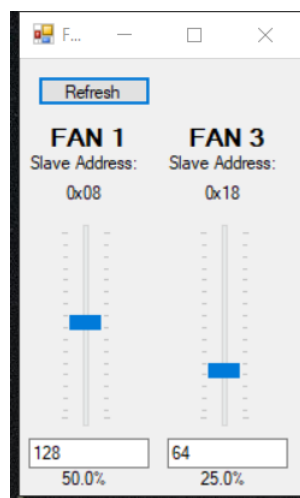 F...
Refresh
FAN 1 FAN 3
Slave Address: Slave Address:
0x08 0x18
128 64
50.0% 25.0%